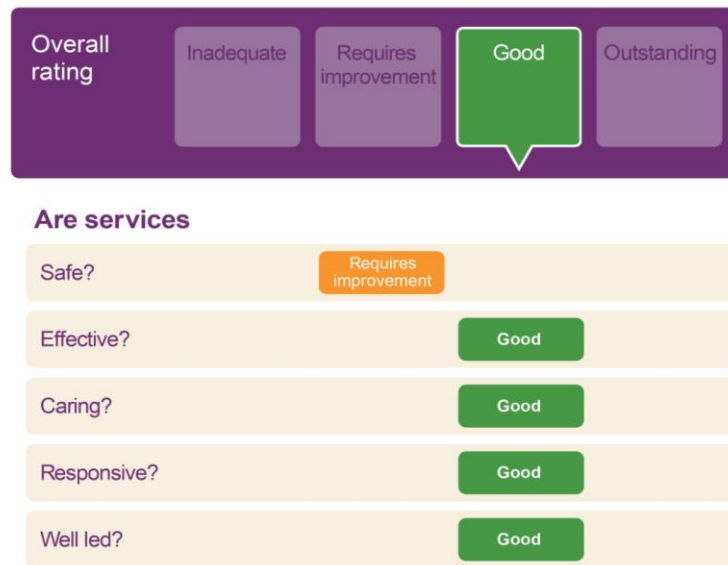 Overall
rating
Inadequate
Requires
improvement
Good
Outstanding
Are services
Safe?
Requires
improvement
Effective?
Good
Caring?
Good
Responsive?
Good
Well led?
Good